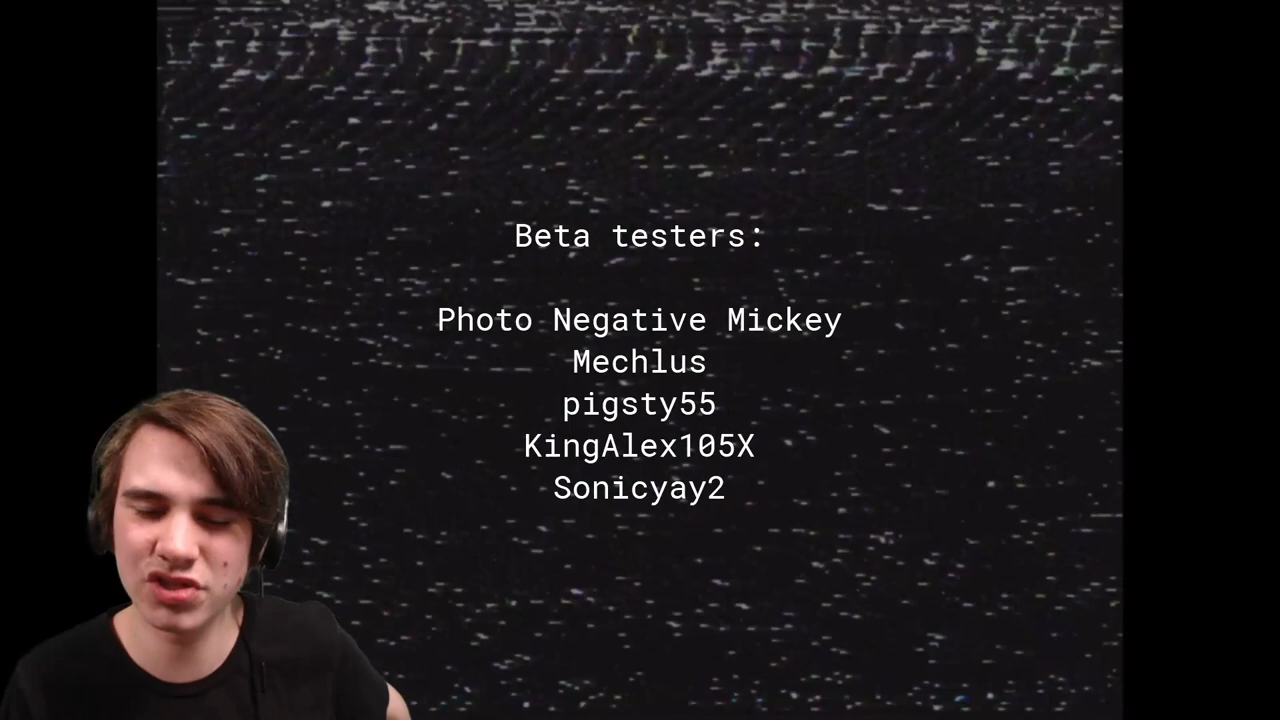 Beta testers:
Photo Negative Mickey
Mechlus
pigsty55
KingAlex105X
Sonicyay2